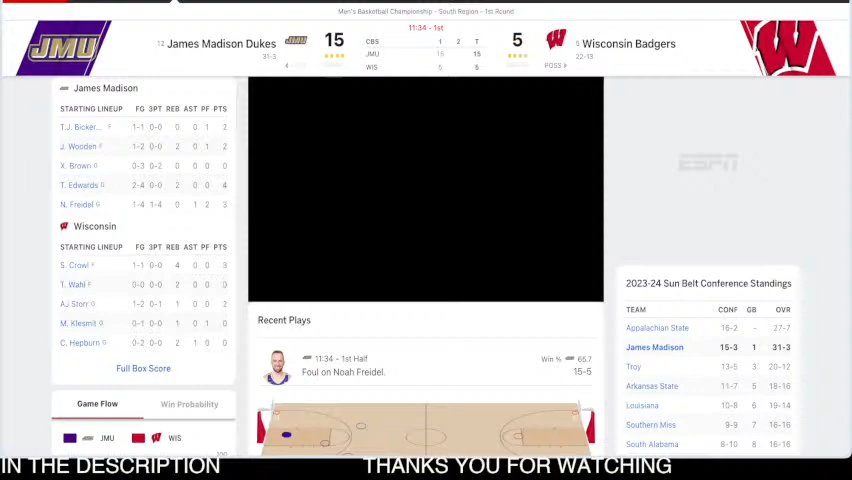 Men's Basketball Championship - South Region - 1st Round
JMU
12 James Madison Dukes
31-3
15
11:34 - 1st
CBS 1 2 T
JMU 15 15
WIS 5 5
5
5 Wisconsin Badgers
22-13
POSS
W
James Madison
STARTING LINEUP FG 3PT REB AST PF PTS
T.J. Bicker... F 1-1 0-0 0 0 1 2
J. Wooden F 1-2 0-0 2 0 1 2
X. Brown G 0-3 0-2 0 0 0 0
T. Edwards G 2-4 0-0 2 0 0 4
N. Freidel G 1-4 1-4 0 1 2 3
Wisconsin
STARTING LINEUP FG 3PT REB AST PF PTS
S. Crowl F 1-1 0-0 4 0 0 3
T. Wahl F 0-0 0-0 2 0 0 0
AJ Storr G 1-2 0-1 1 0 0 2
M. Klesmit G 0-1 0-0 1 0 1 0
C. Hepburn G 0-2 0-0 2 1 0 0
Full Box Score
Game Flow Win Probability
JMU WIS
100
Recent Plays
11:34 - 1st Half
Foul on Noah Freidel.
Win % 65.7
15-5
ESPN
2023-24 Sun Belt Conference Standings
TEAM CONF GB OVR
Appalachian State 16-2 - 27-7
James Madison 15-3 1 31-3
Troy 13-5 3 20-12
Arkansas State 11-7 5 18-16
Louisiana 10-8 6 19-14
Southern Miss 9-9 7 16-16
South Alabama 8-10 8 16-16
IN THE DESCRIPTION THANKS YOU FOR WATCHING